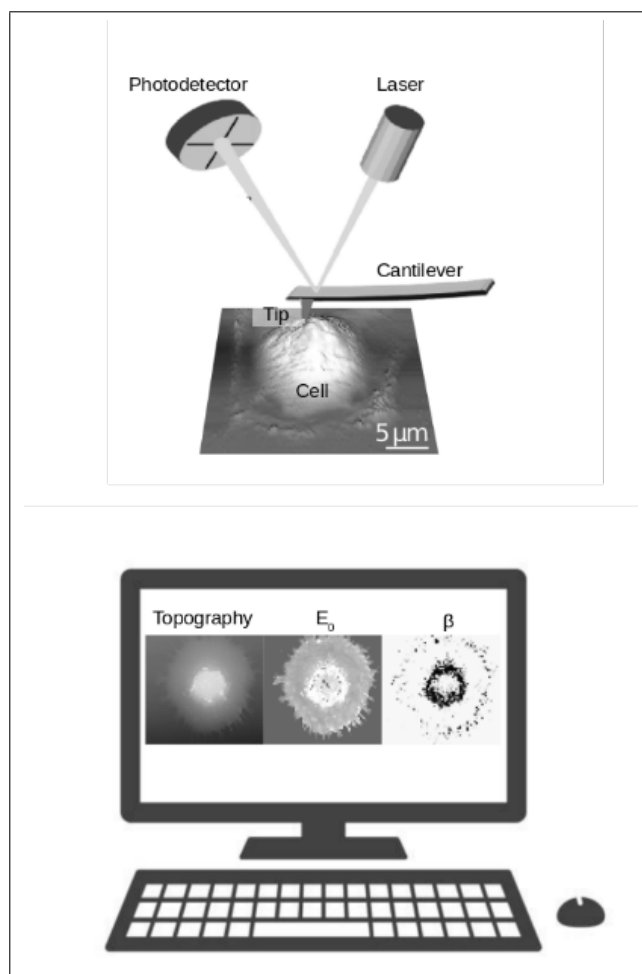 Photodetector
Laser
Cantilever
Tip
Cell
5 μm
Topography
E₀
β